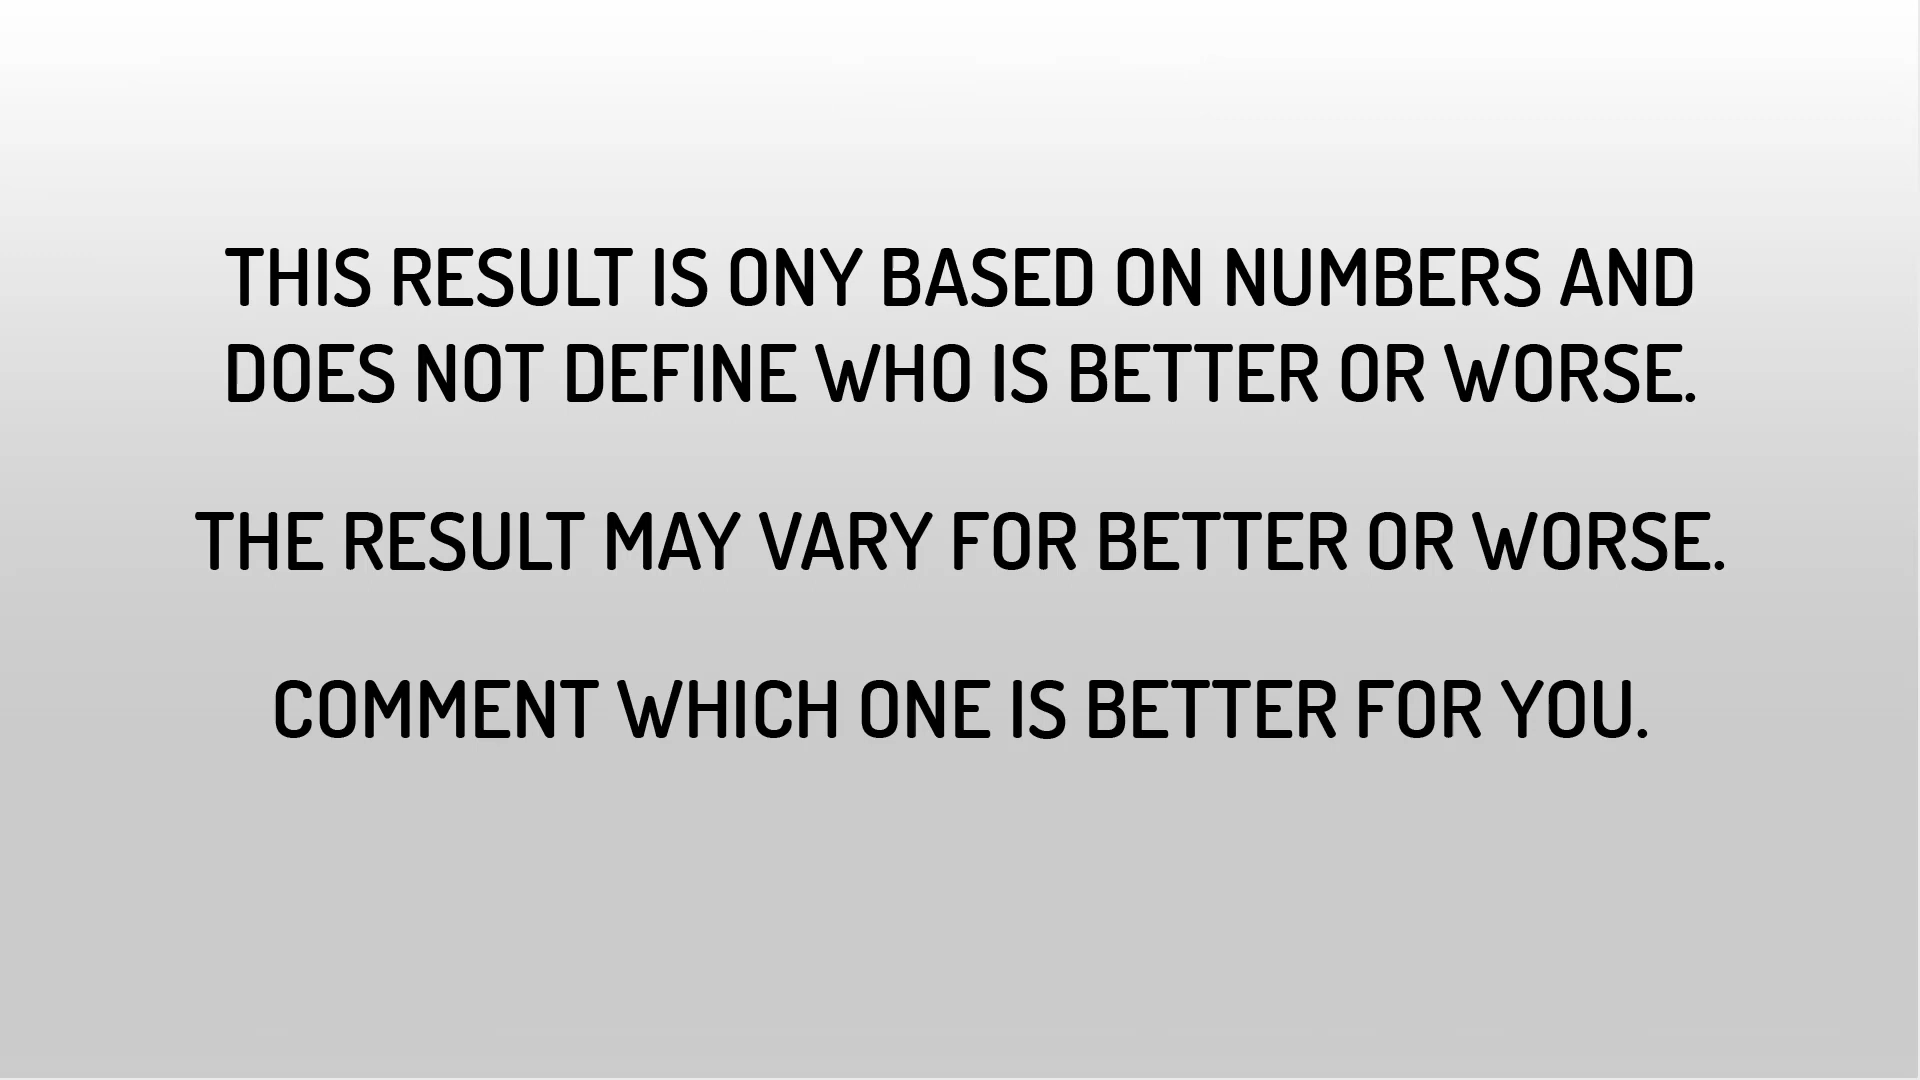 THIS RESULT IS ONY BASED ON NUMBERS AND
DOES NOT DEFINE WHO IS BETTER OR WORSE.
THE RESULT MAY VARY FOR BETTER OR WORSE.
COMMENT WHICH ONE IS BETTER FOR YOU.